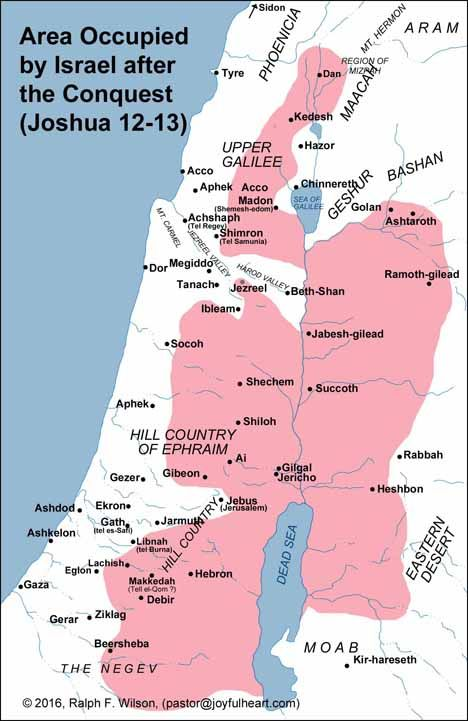 Area Occupied
by Israel after
the Conquest
(Joshua 12-13)
Sidon
PHOENICIA
MT. HERMON
ARAM
REGION OF
MIZPAH
Tyre
Dan
MAACAH
Kedesh
Hazor
UPPER
GALILEE
BASHAN
Acco
Aphek
Acco
Chinnereth
GESHUR
Madon
(Shemesh-edom)
SEA OF
GALILEE
Golan
Ashtaroth
Achshaph
(Tel Regev)
MT. CARMEL
JEZREEL VALLEY
Shimron
(Tel Samunia)
Dor
Megiddo
HAROD VALLEY
Ramoth-gilead
Tanach
Jezreel
Beth-Shan
Ibleam
Jabesh-gilead
Socoh
Shechem
Succoth
Aphek
Shiloh
HILL COUNTRY
OF EPHRAIM
Ai
Rabbah
Gilgal
Jericho
Gezer
Gibeon
Heshbon
Jebus
(Jerusalem)
Ashdod
Ekron
Gath
(tel es-Safi)
Jarmuth
HILL COUNTRY
Ashkelon
Libnah
(tel Burna)
DEAD SEA
EASTERN
DESERT
Lachish
Eglon
Makkedah
(Tell el-Qom ?)
Hebron
Gaza
Debir
Gerar
Ziklag
Beersheba
MOAB
THE NEGEV
Kir-hareseth
© 2016, Ralph F. Wilson, (pastor@joyfulheart.com)